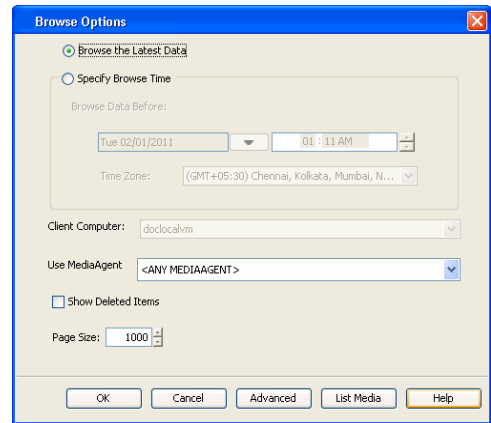 Browse Options
Browse the Latest Data
Specify Browse Time
Browse Data Before:
Tue 02/01/2011 01 : 11 AM
Time Zone: (GMT+05:30) Chennai, Kolkata, Mumbai, N...
Client Computer: doclocalvm
Use MediaAgent <ANY MEDIAAGENT>
Show Deleted Items
Page Size: 1000
OK Cancel Advanced List Media Help